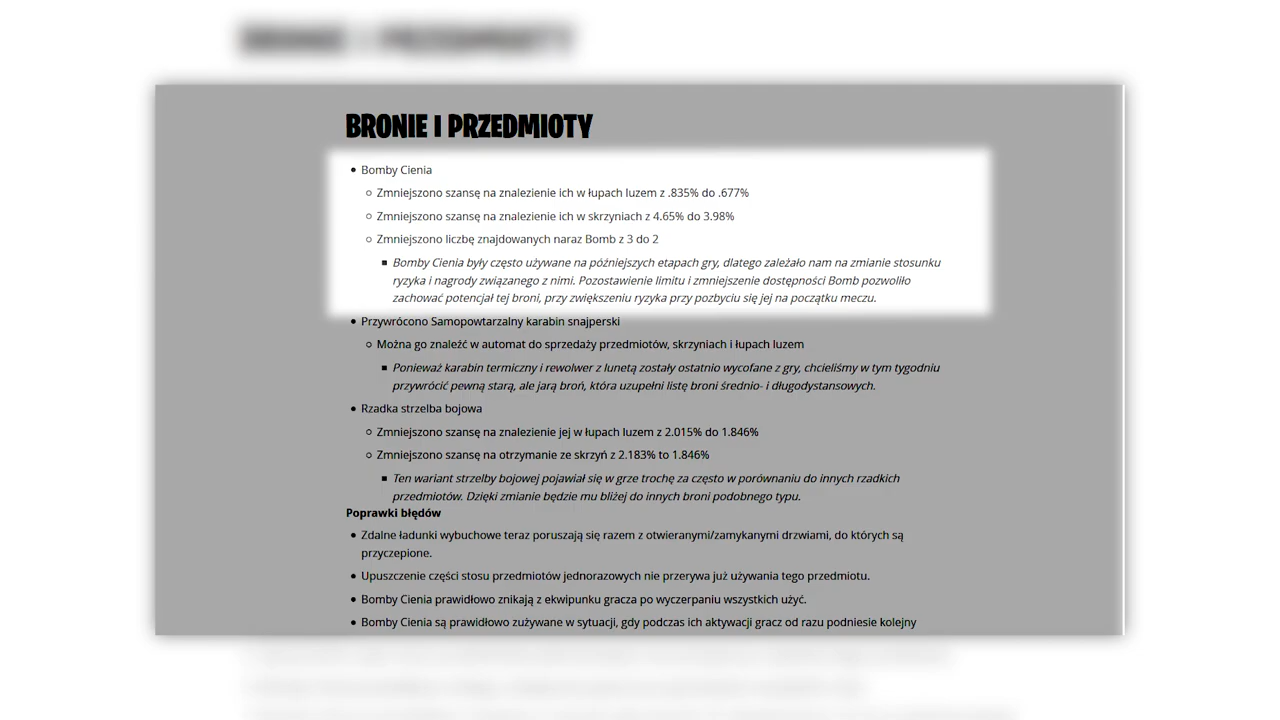 BRONIE I PRZEDMIOTY
BRONIE I PRZEDMIOTY
Bomby Cienia
Zmniejszono szansę na znalezienie ich w łupach luzem z .835% do .677%
Zmniejszono szansę na znalezienie ich w skrzyniach z 4.65% do 3.98%
Zmniejszono liczbę znajdowanych naraz Bomb z 3 do 2
Bomby Cienia były często używane na późniejszych etapach gry, dlatego zależało nam na zmianie stosunku
ryzyka i nagrody związanego z nimi. Pozostawienie limitu i zmniejszenie dostępności Bomb pozwoliło
zachować potencjał tej broni, przy zwiększeniu ryzyka przy pozbyciu się jej na początku meczu.
Przywrócono Samopowtarzalny karabin snajperski
Można go znaleźć w automat do sprzedaży przedmiotów, skrzyniach i łupach luzem
Ponieważ karabin termiczny i rewolwer z lunetą zostały ostatnio wycofane z gry, chcieliśmy w tym tygodniu
przywrócić pewną starą, ale jarą broń, która uzupełni listę broni średnio- i długodystansowych.
Rzadka strzelba bojowa
Zmniejszono szansę na znalezienie jej w łupach luzem z 2.015% do 1.846%
Zmniejszono szansę na otrzymanie ze skrzyń z 2.183% to 1.846%
Ten wariant strzelby bojowej pojawiał się w grze trochę za często w porównaniu do innych rzadkich
przedmiotów. Dzięki zmianie będzie mu bliżej do innych broni podobnego typu.
Poprawki błędów
Zdalne ładunki wybuchowe teraz poruszają się razem z otwieranymi/zamykanymi drzwiami, do których są
przyczepione.
Upuszczenie części stosu przedmiotów jednorazowych nie przerywa już używania tego przedmiotu.
Bomby Cienia prawidłowo znikają z ekwipunku gracza po wyczerpaniu wszystkich użyć.
Bomby Cienia są prawidłowo zużywane w sytuacji, gdy podczas ich aktywacji gracz od razu podniesie kolejny